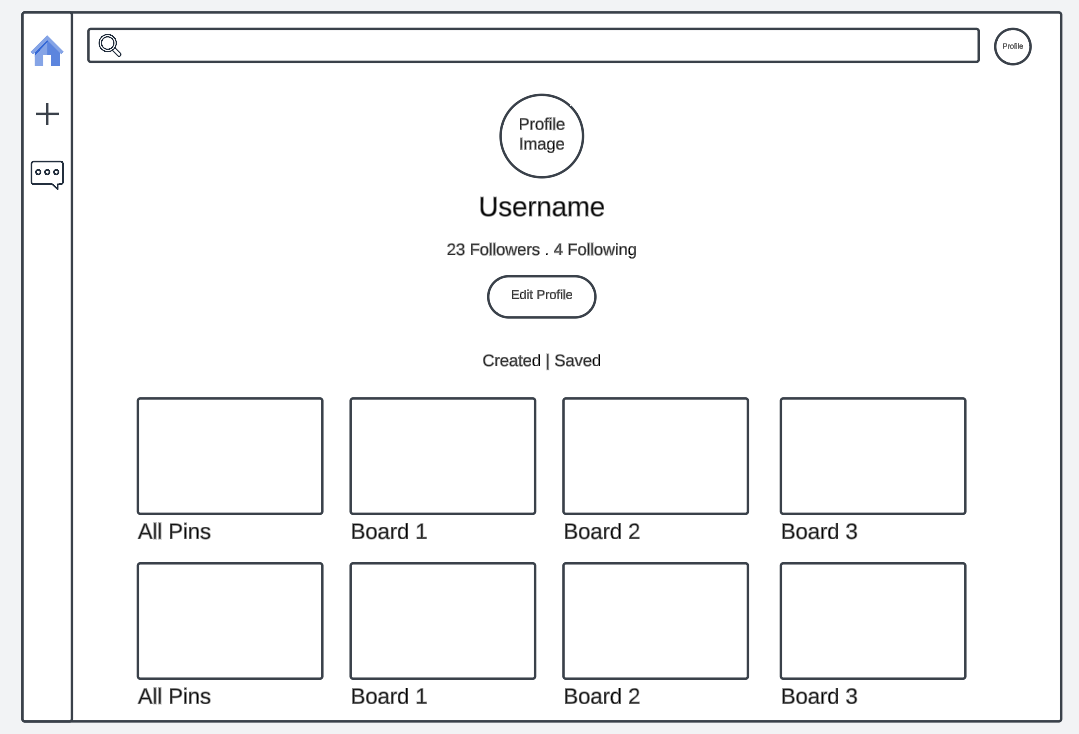 Profile
Profile
Image
Username
23 Followers . 4 Following
Edit Profile
Created | Saved
All Pins
Board 1
Board 2
Board 3
All Pins
Board 1
Board 2
Board 3